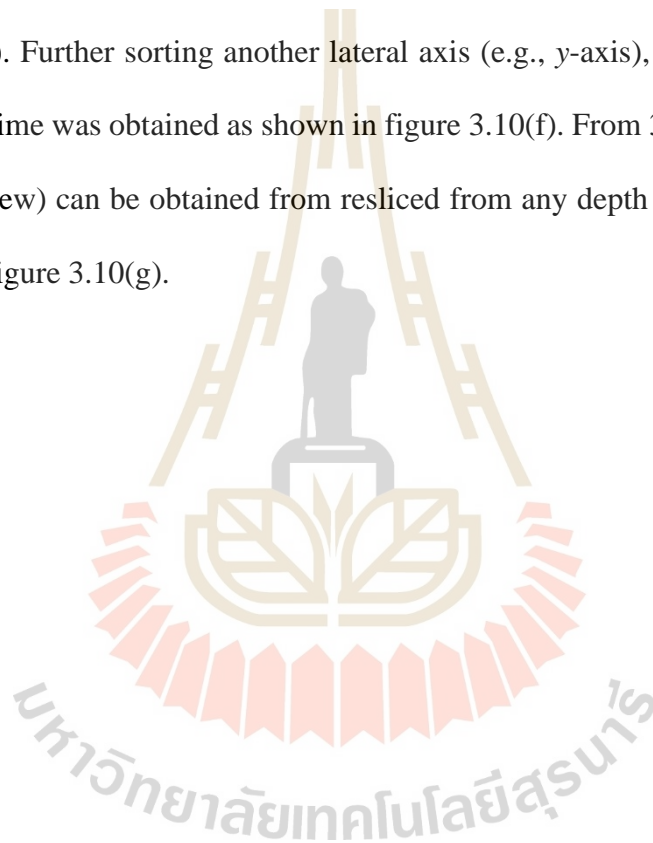 ). Further sorting another lateral axis (e.g., y-axis),
ime was obtained as shown in figure 3.10(f). From 3
ew) can be obtained from resliced from any depth
igure 3.10(g).
มหาวิทยาลัยเทคโนโลยีสุรนารี